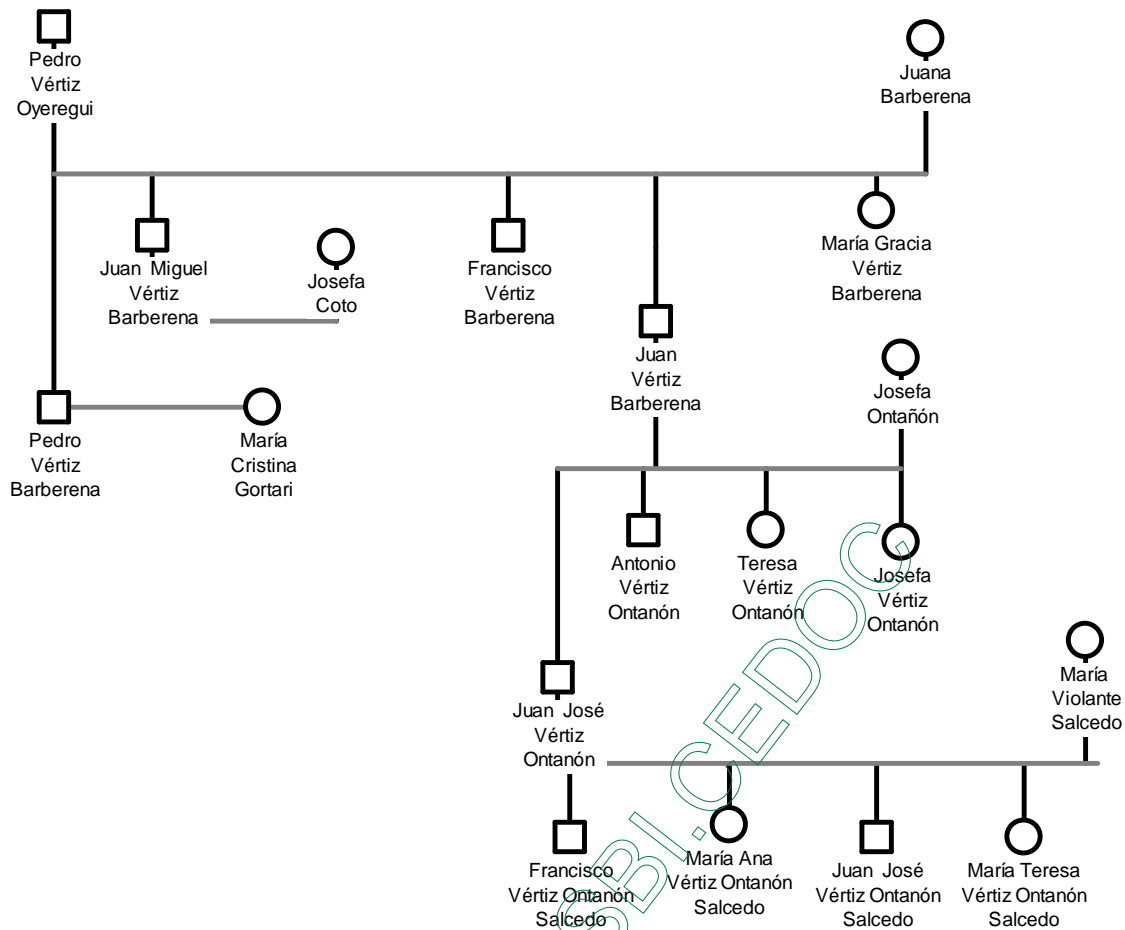 Pedro
Vértiz
Oyeregui
Juana
Barberena
Juan Miguel
Vértiz
Barberena
Josefa
Coto
Francisco
Vértiz
Barberena
María Gracia
Vértiz
Barberena
Juan
Vértiz
Barberena
Josefa
Ontañón
Pedro
Vértiz
Barberena
María
Cristina
Gortari
Antonio
Vértiz
Ontanón
Teresa
Vértiz
Ontanón
Josefa
Vértiz
Ontanón
Juan José
Vértiz
Ontanón
María
Violante
Salcedo
Francisco
Vértiz Ontanón
Salcedo
María Ana
Vértiz Ontanón
Salcedo
Juan José
Vértiz Ontanón
Salcedo
María Teresa
Vértiz Ontanón
Salcedo
SBI.CEDOC.